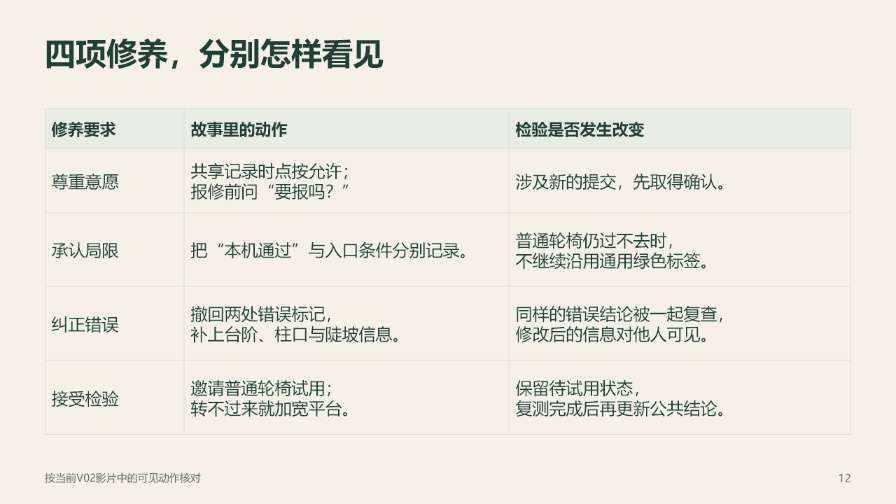 四项修养，分别怎样看见
修养要求
故事里的动作
检验是否发生改变
尊重意愿
共享记录时点按允许；
报修前问“要报吗？”
涉及新的提交，先取得确认。
承认局限
把“本机通过”与入口条件分别记录。
普通轮椅仍过不去时，
不继续沿用通用绿色标签。
纠正错误
撤回两处错误标记，
补上台阶、柱口与陡坡信息。
同样的错误结论被一起复查，
修改后的信息对他人可见。
接受检验
邀请普通轮椅试用；
转不过来就加宽平台。
保留待试用状态，
复测完成后再更新公共结论。
按当前V02影片中的可见动作核对
12